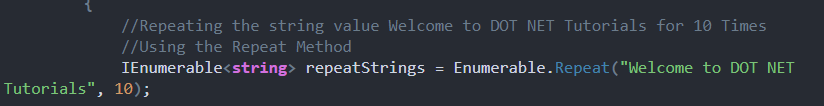 {
//Repeating the string value Welcome to DOT NET Tutorials for 10 Times
//Using the Repeat Method
IEnumerable<string> repeatStrings = Enumerable.Repeat("Welcome to DOT NET
Tutorials", 10);